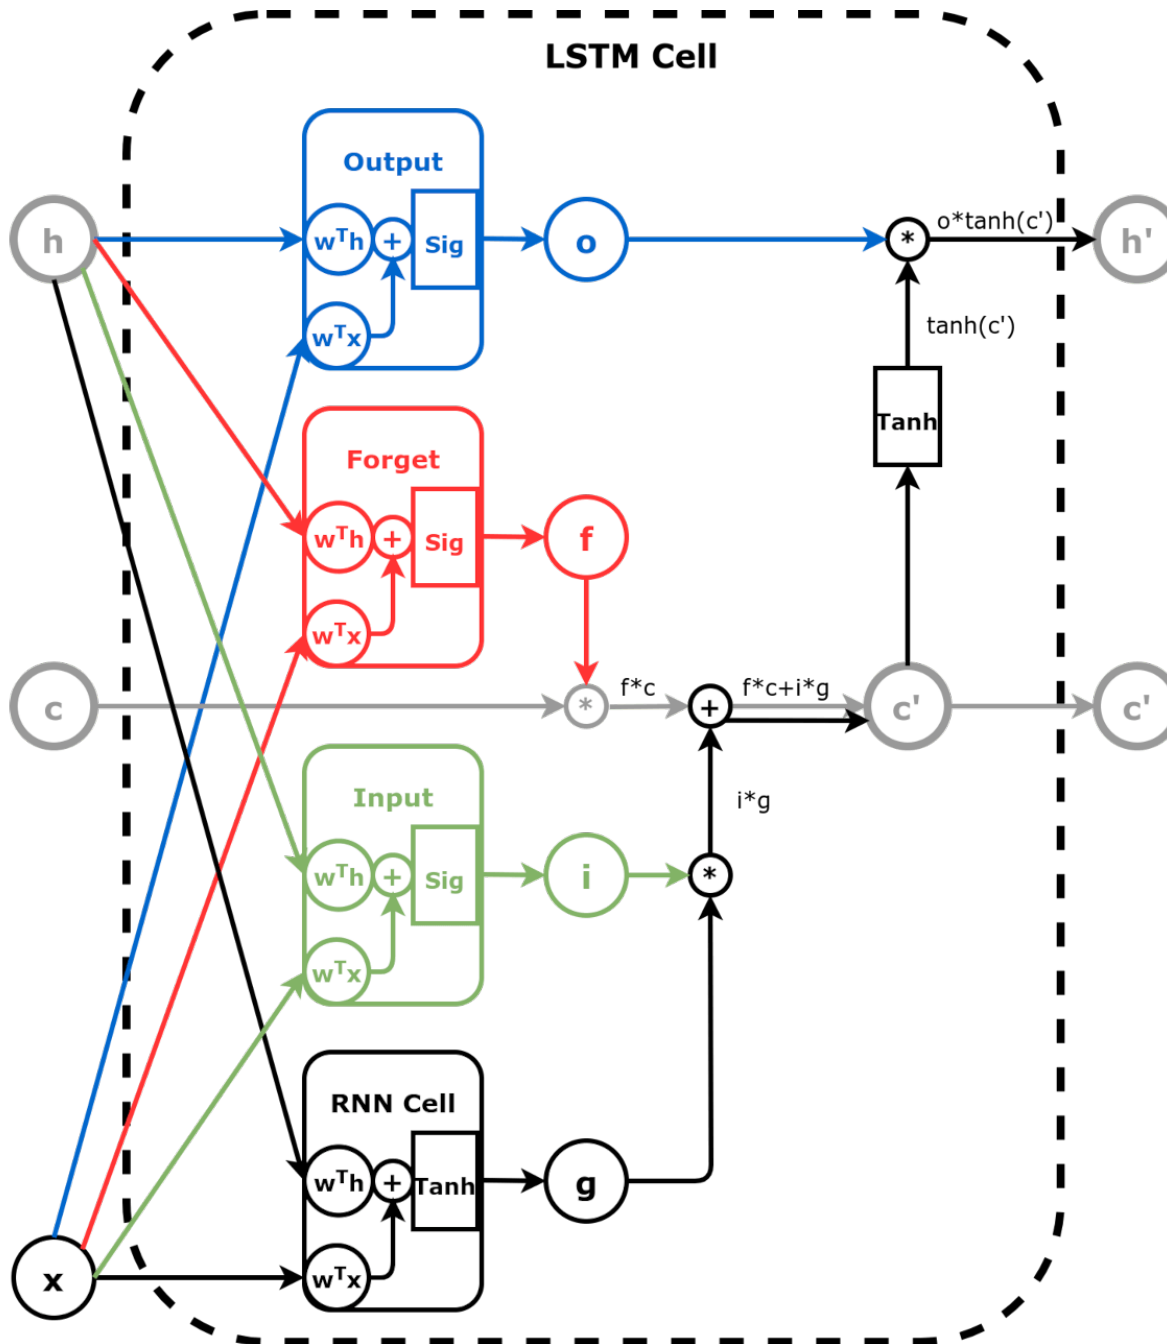 LSTM Cell
Output
h
wᵀh
+
Sig
o
*
o*tanh(c')
h'
wᵀx
tanh(c')
Tanh
Forget
wᵀh
+
Sig
f
wᵀx
c
*
f*c
+
f*c+i*g
c'
c'
Input
i*g
wᵀh
+
Sig
i
*
wᵀx
RNN Cell
wᵀh
+
Tanh
g
x
wᵀx